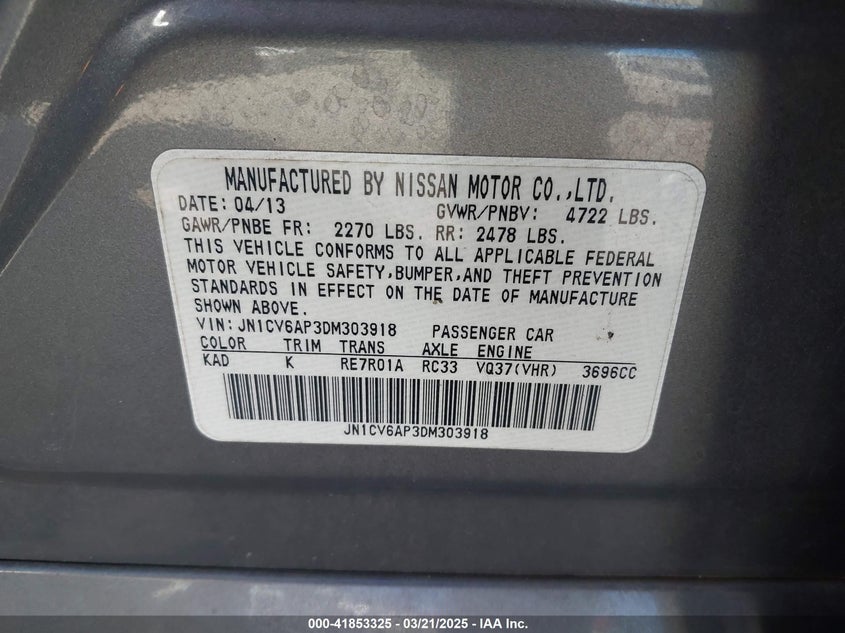 MANUFACTURED BY NISSAN MOTOR CO.,LTD.
DATE: 04/13 GVWR/PNBV: 4722 LBS.
GAWR/PNBE FR: 2270 LBS. RR: 2478 LBS.
THIS VEHICLE CONFORMS TO ALL APPLICABLE FEDERAL
MOTOR VEHICLE SAFETY,BUMPER,AND THEFT PREVENTION
STANDARDS IN EFFECT ON THE DATE OF MANUFACTURE
SHOWN ABOVE.
VIN:JN1CV6AP3DM303918 PASSENGER CAR
COLOR TRIM TRANS AXLE ENGINE
KAD K RE7R01A RC33 VQ37(VHR) 3696CC
JN1CV6AP3DM303918
000-41853325 — 03/21/2025 — IAA Inc.